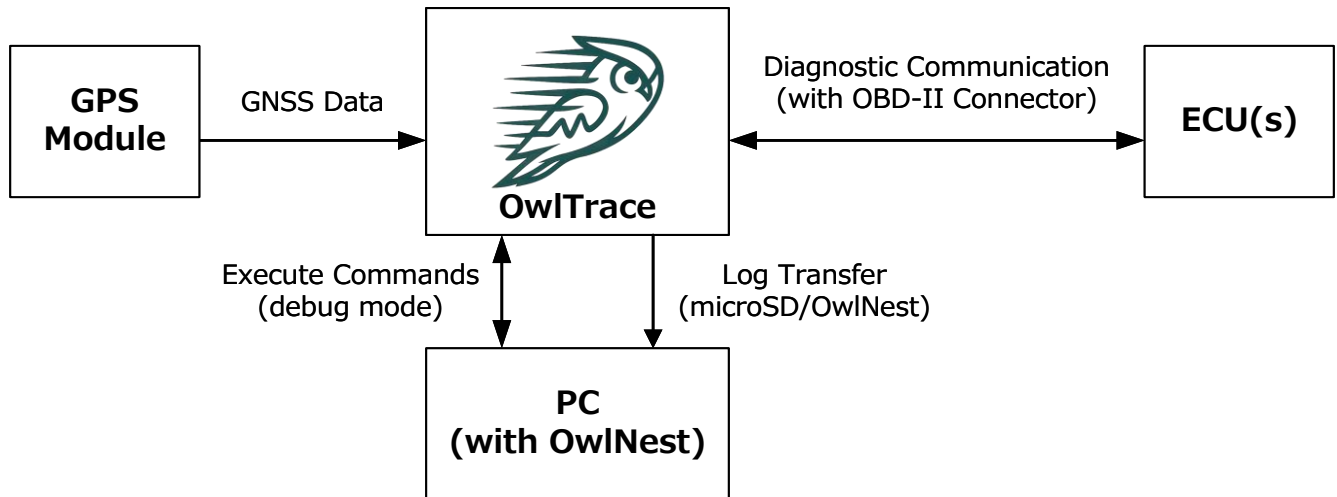 GPS
Module
GNSS Data
OwlTrace
Diagnostic Communication
(with OBD-II Connector)
ECU(s)
Execute Commands
(debug mode)
Log Transfer
(microSD/OwlNest)
PC
(with OwlNest)